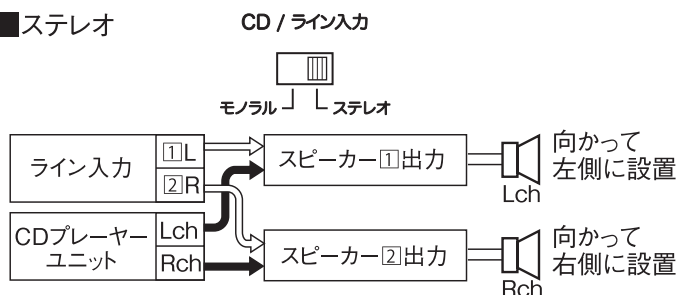 ■ステレオ
CD / ライン入力
モノラル ステレオ
ライン入力
1L
2R
スピーカー1出力
向かって
左側に設置
Lch
CDプレーヤー
ユニット
Lch
Rch
スピーカー2出力
向かって
右側に設置
Rch